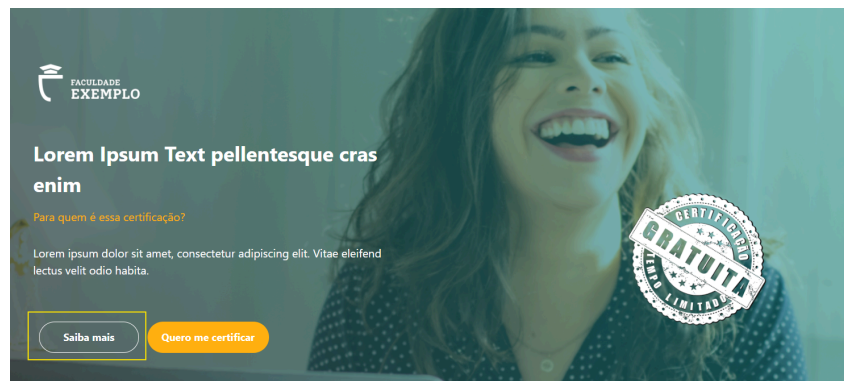 FACULDADE
EXEMPLO
Lorem Ipsum Text pellentesque cras
enim
Para quem é essa certificação?
Lorem ipsum dolor sit amet, consectetur adipiscing elit. Vitae eleifend
lectus velit odio habita.
Saiba mais
Quero me certificar
CERTIFICAÇÃO
GRATUITA
TEMPO LIMITADO